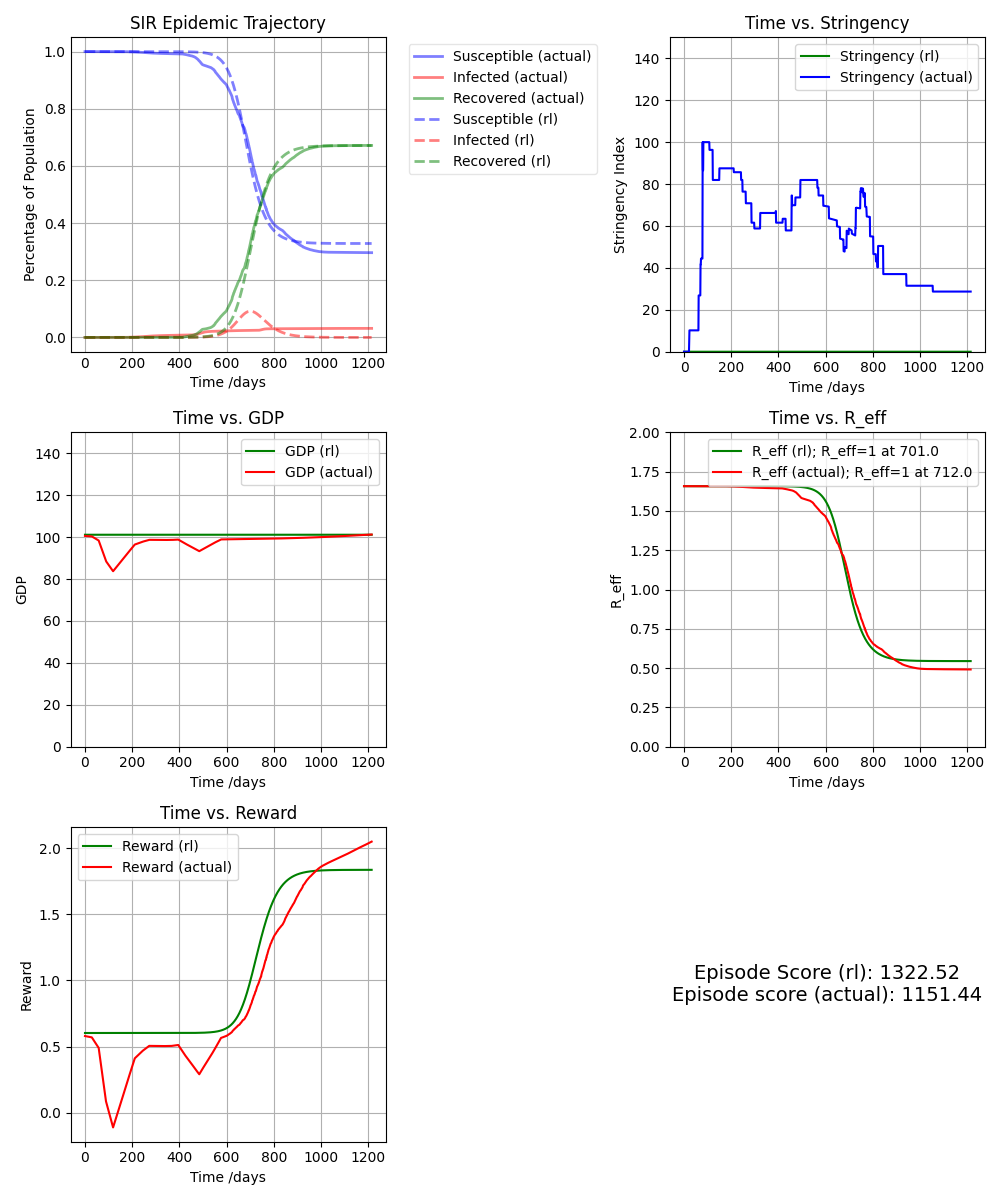 SIR Epidemic Trajectory
Percentage of Population
1.0
0.8
0.6
0.4
0.2
0.0
0 200 400 600 800 1000 1200
Time /days
Susceptible (actual)
Infected (actual)
Recovered (actual)
Susceptible (rl)
Infected (rl)
Recovered (rl)
Time vs. Stringency
Stringency Index
140
120
100
80
60
40
20
0
Stringency (rl)
Stringency (actual)
0 200 400 600 800 1000 1200
Time /days
Time vs. GDP
GDP
140
120
100
80
60
40
20
0
GDP (rl)
GDP (actual)
0 200 400 600 800 1000 1200
Time /days
Time vs. R_eff
R_eff
2.00
1.75
1.50
1.25
1.00
0.75
0.50
0.25
0.00
R_eff (rl); R_eff=1 at 701.0
R_eff (actual); R_eff=1 at 712.0
0 200 400 600 800 1000 1200
Time /days
Time vs. Reward
Reward
2.0
1.5
1.0
0.5
0.0
Reward (rl)
Reward (actual)
0 200 400 600 800 1000 1200
Time /days
Episode Score (rl): 1322.52
Episode score (actual): 1151.44